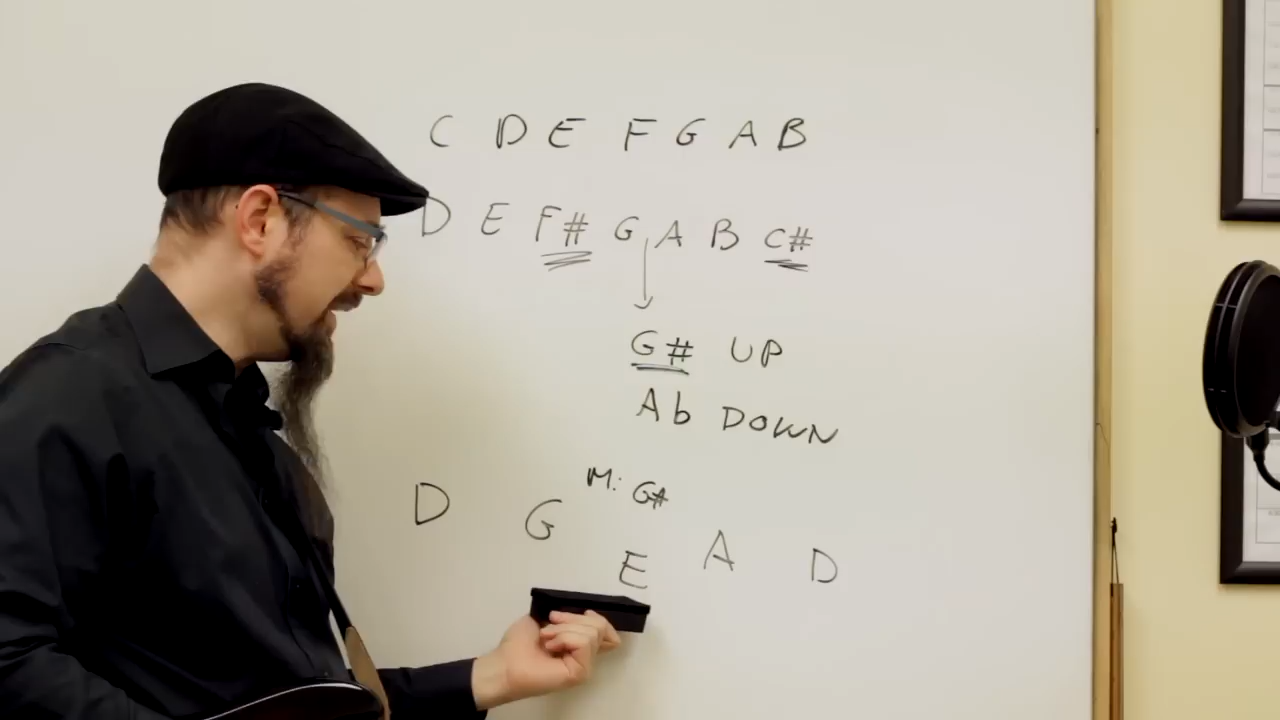 C D E F G A B
D E F# G A B C#
G# UP
Ab DOWN
M: G#
D G E A D